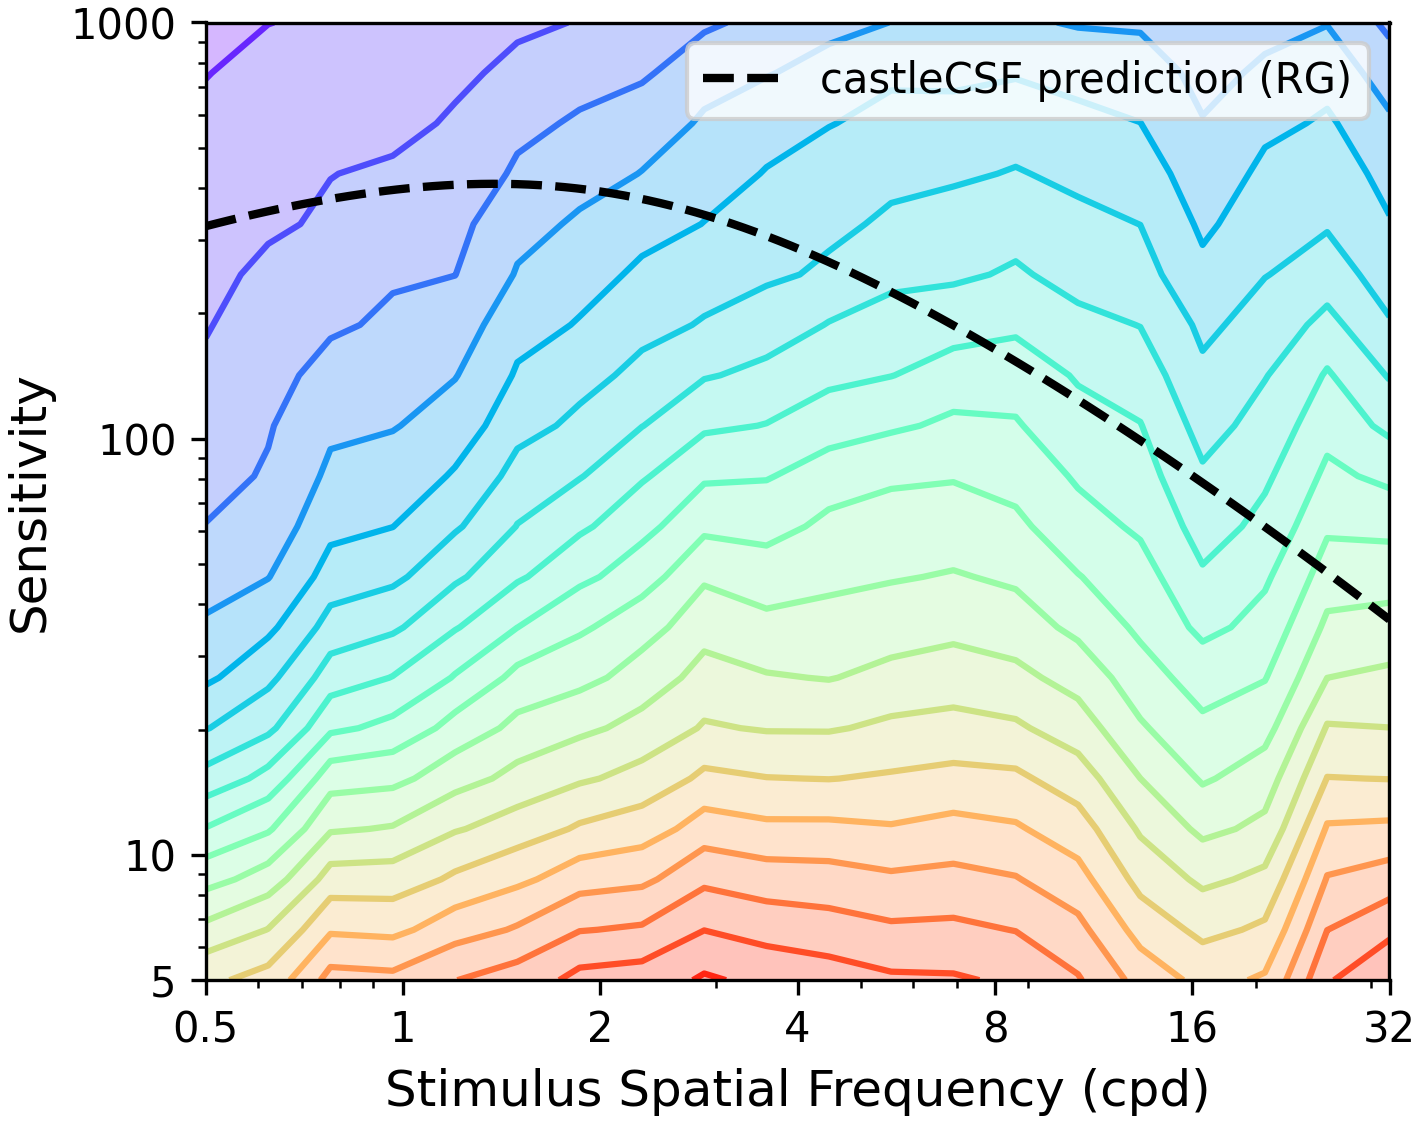 1000
castleCSF prediction (RG)
100
Sensitivity
10
5
0.5 1 2 4 8 16 32
Stimulus Spatial Frequency (cpd)